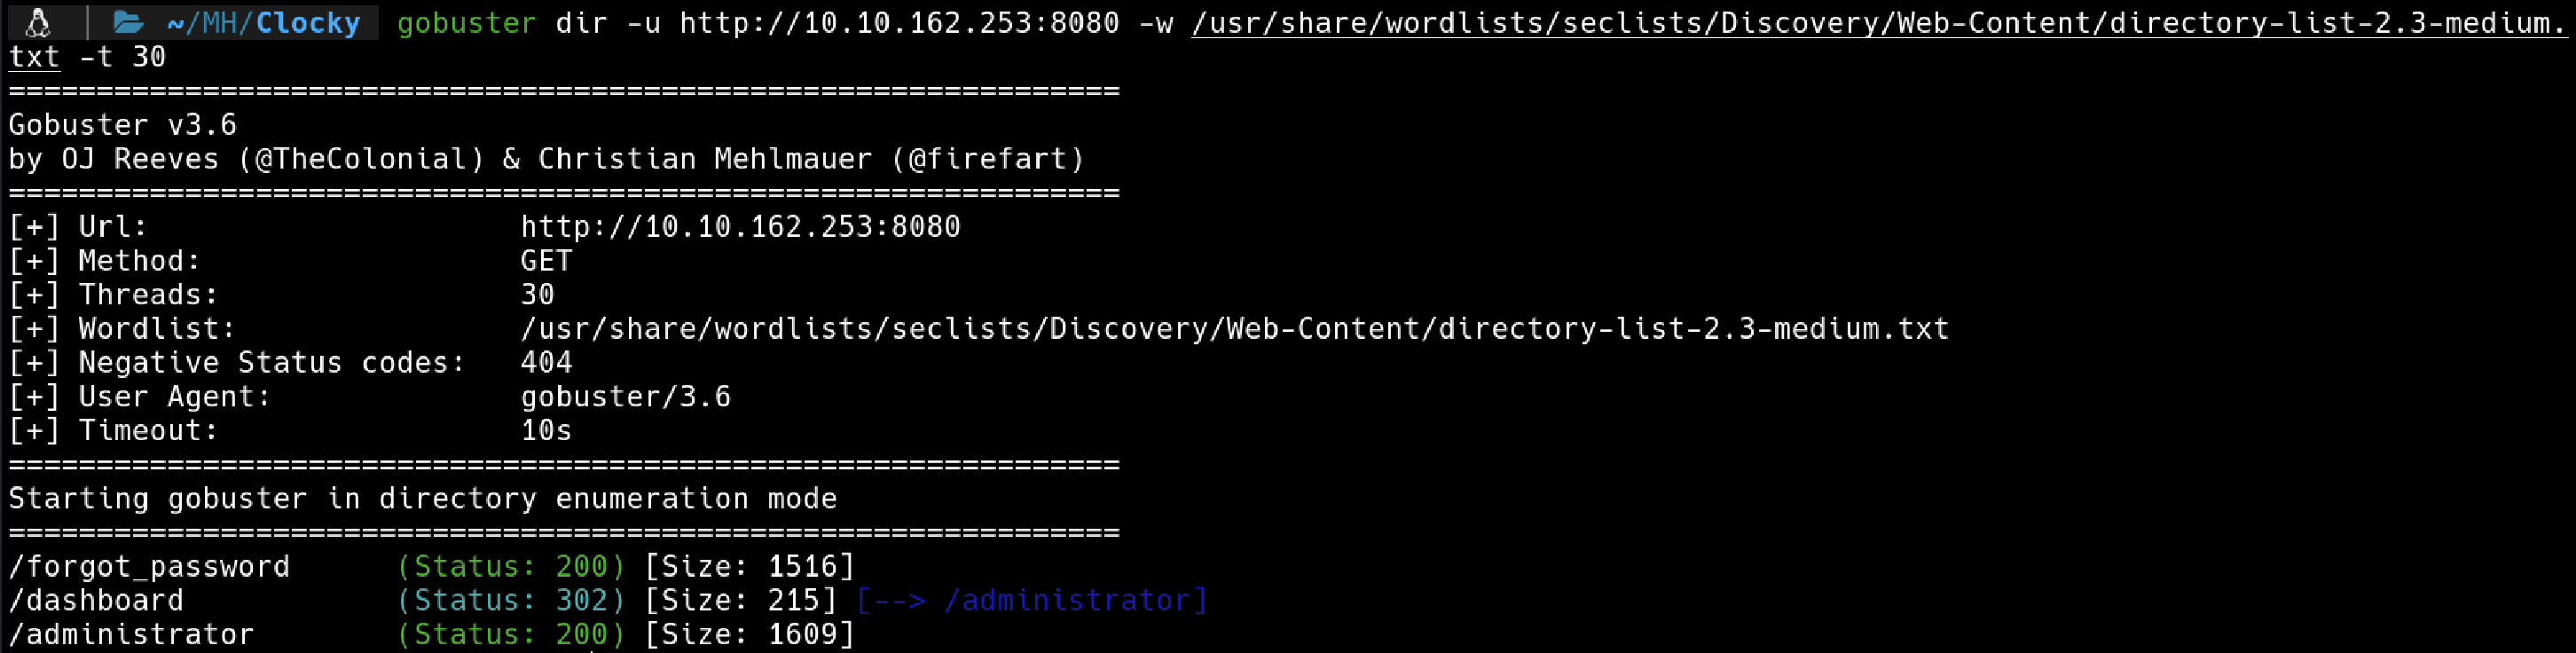 ~/MH/Clocky gobuster dir -u http://10.10.162.253:8080 -w /usr/share/wordlists/seclists/Discovery/Web-Content/directory-list-2.3-medium.
txt -t 30
===============================================================
Gobuster v3.6
by OJ Reeves (@TheColonial) & Christian Mehlmauer (@firefart)
===============================================================
[+] Url:                     http://10.10.162.253:8080
[+] Method:                  GET
[+] Threads:                 30
[+] Wordlist:                /usr/share/wordlists/seclists/Discovery/Web-Content/directory-list-2.3-medium.txt
[+] Negative Status codes:   404
[+] User Agent:              gobuster/3.6
[+] Timeout:                 10s
===============================================================
Starting gobuster in directory enumeration mode
===============================================================
/forgot_password      (Status: 200) [Size: 1516]
/dashboard            (Status: 302) [Size: 215] [--> /administrator]
/administrator        (Status: 200) [Size: 1609]